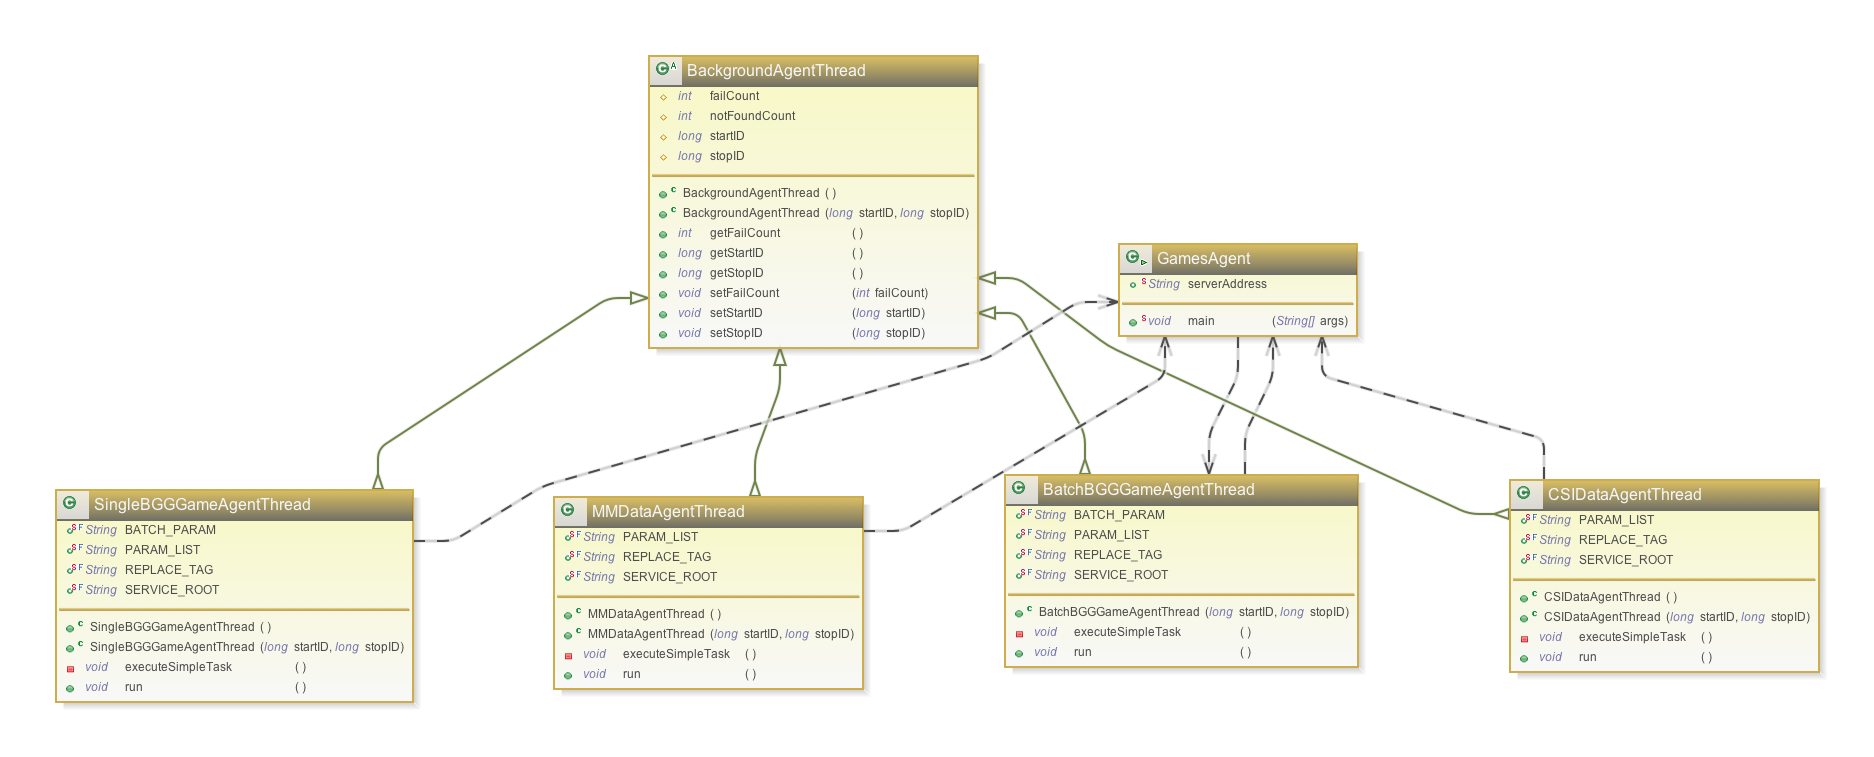 BackgroundAgentThread
int failCount
int notFoundCount
long startID
long stopID
BackgroundAgentThread ( )
BackgroundAgentThread (long startID, long stopID)
int getFailCount ( )
long getStartID ( )
long getStopID ( )
void setFailCount (int failCount)
void setStartID (long startID)
void setStopID (long stopID)
GamesAgent
String serverAddress
void main (String[] args)
SingleBGGGameAgentThread
String BATCH_PARAM
String PARAM_LIST
String REPLACE_TAG
String SERVICE_ROOT
SingleBGGGameAgentThread ( )
SingleBGGGameAgentThread (long startID, long stopID)
void executeSimpleTask ( )
void run ( )
MMDataAgentThread
String PARAM_LIST
String REPLACE_TAG
String SERVICE_ROOT
MMDataAgentThread ( )
MMDataAgentThread (long startID, long stopID)
void executeSimpleTask ( )
void run ( )
BatchBGGGameAgentThread
String BATCH_PARAM
String PARAM_LIST
String REPLACE_TAG
String SERVICE_ROOT
BatchBGGGameAgentThread (long startID, long stopID)
void executeSimpleTask ( )
void run ( )
CSIDataAgentThread
String PARAM_LIST
String REPLACE_TAG
String SERVICE_ROOT
CSIDataAgentThread ( )
CSIDataAgentThread (long startID, long stopID)
void executeSimpleTask ( )
void run ( )